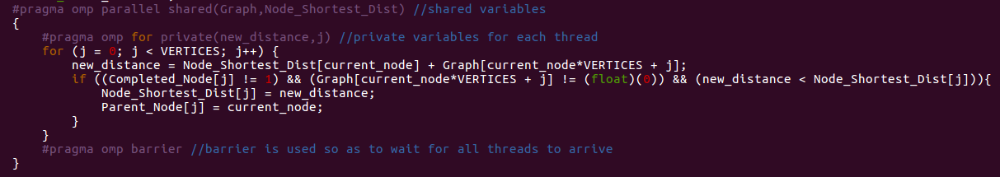 #pragma omp parallel shared(Graph,Node_Shortest_Dist) //shared variables
{
    #pragma omp for private(new_distance,j) //private variables for each thread
    for (j = 0; j < VERTICES; j++) {
        new_distance = Node_Shortest_Dist[current_node] + Graph[current_node*VERTICES + j];
        if ((Completed_Node[j] != 1) && (Graph[current_node*VERTICES + j] != (float)(0)) && (new_distance < Node_Shortest_Dist[j])){
            Node_Shortest_Dist[j] = new_distance;
            Parent_Node[j] = current_node;
        }
    }
    #pragma omp barrier //barrier is used so as to wait for all threads to arrive
}